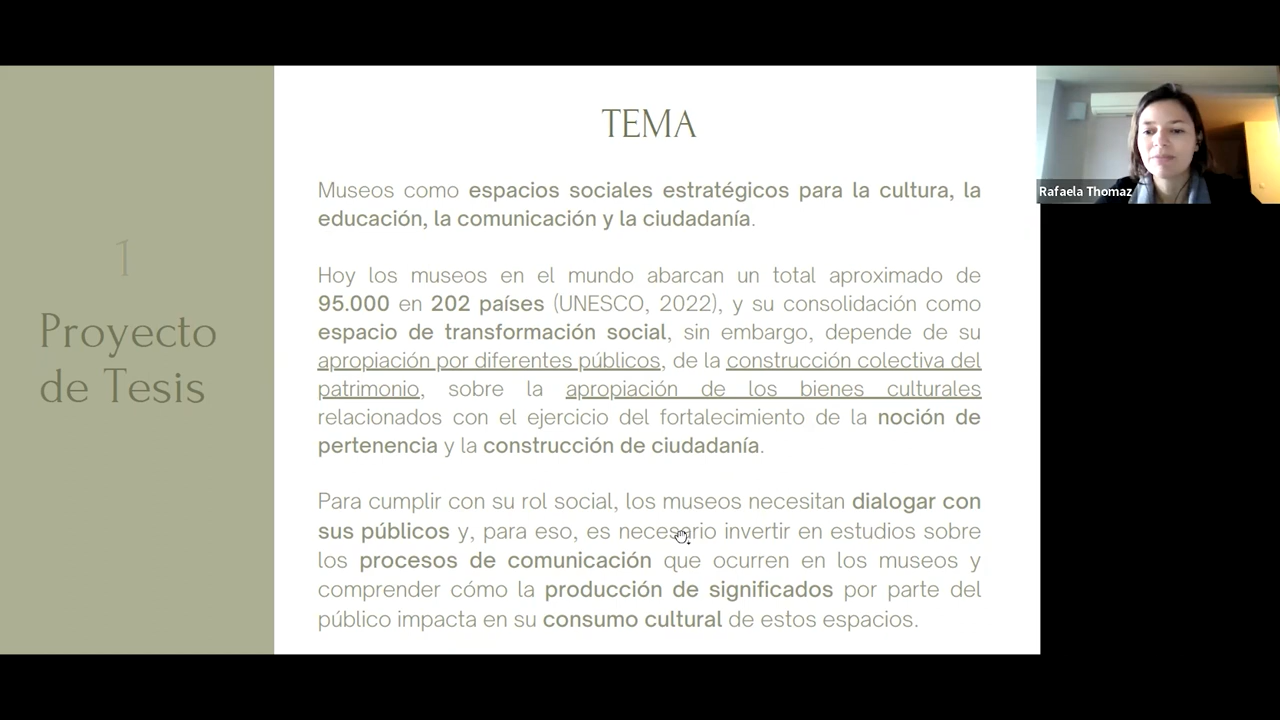 1
Proyecto
de Tesis
TEMA
Museos como espacios sociales estratégicos para la cultura, la
educación, la comunicación y la ciudadanía.
Hoy los museos en el mundo abarcan un total aproximado de
95.000 en 202 países (UNESCO, 2022), y su consolidación como
espacio de transformación social, sin embargo, depende de su
apropiación por diferentes públicos, de la construcción colectiva del
patrimonio, sobre la apropiación de los bienes culturales
relacionados con el ejercicio del fortalecimiento de la noción de
pertenencia y la construcción de ciudadanía.
Para cumplir con su rol social, los museos necesitan dialogar con
sus públicos y, para eso, es necesario invertir en estudios sobre
los procesos de comunicación que ocurren en los museos y
comprender cómo la producción de significados por parte del
público impacta en su consumo cultural de estos espacios.
Rafaela Thomaz